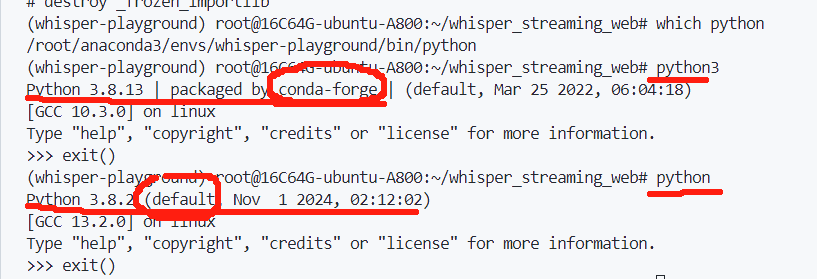 # destroy _frozen_importlib
(whisper-playground) root@16C64G-ubuntu-A800:~/whisper_streaming_web# which python
/root/anaconda3/envs/whisper-playground/bin/python
(whisper-playground) root@16C64G-ubuntu-A800:~/whisper_streaming_web# python3
Python 3.8.13 | packaged by conda-forge | (default, Mar 25 2022, 06:04:18)
[GCC 10.3.0] on linux
Type "help", "copyright", "credits" or "license" for more information.
>>> exit()
(whisper-playground) root@16C64G-ubuntu-A800:~/whisper_streaming_web# python
Python 3.8.2 (default, Nov  1 2024, 02:12:02)
[GCC 13.2.0] on linux
Type "help", "copyright", "credits" or "license" for more information.
>>> exit()